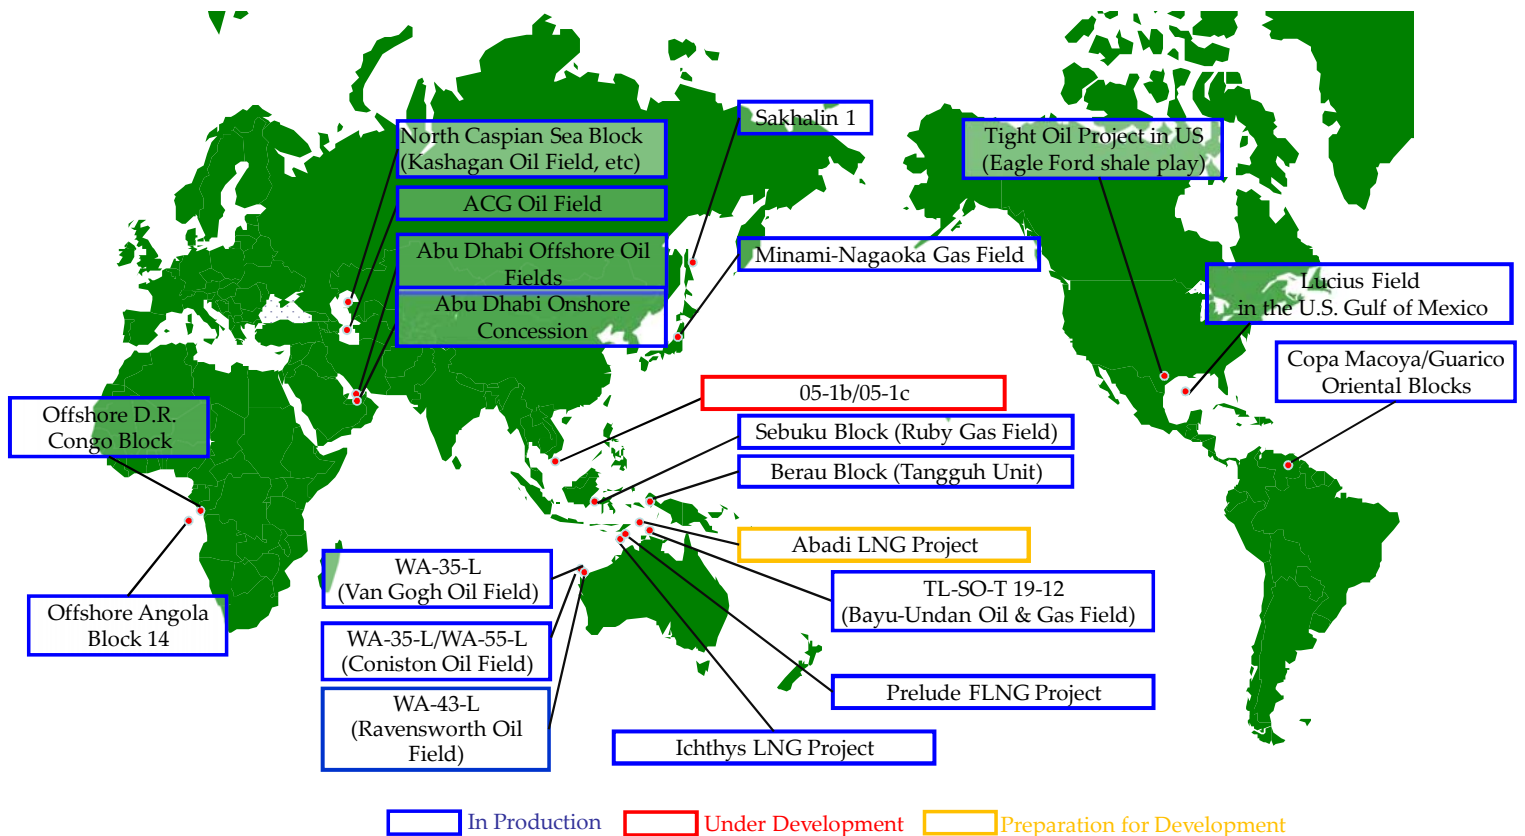 North Caspian Sea Block
(Kashagan Oil Field, etc)
ACG Oil Field
Abu Dhabi Offshore Oil
Fields
Abu Dhabi Onshore
Concession
Sakhalin 1
Minami-Nagaoka Gas Field
Tight Oil Project in US
(Eagle Ford shale play)
Lucius Field
in the U.S. Gulf of Mexico
Copa Macoya/Guarico
Oriental Blocks
Offshore D.R.
Congo Block
Offshore Angola
Block 14
05-1b/05-1c
Sebuku Block (Ruby Gas Field)
Berau Block (Tangguh Unit)
Abadi LNG Project
TL-SO-T 19-12
(Bayu-Undan Oil & Gas Field)
Prelude FLNG Project
Ichthys LNG Project
WA-35-L
(Van Gogh Oil Field)
WA-35-L/WA-55-L
(Coniston Oil Field)
WA-43-L
(Ravensworth Oil
Field)
In Production
Under Development
Preparation for Development